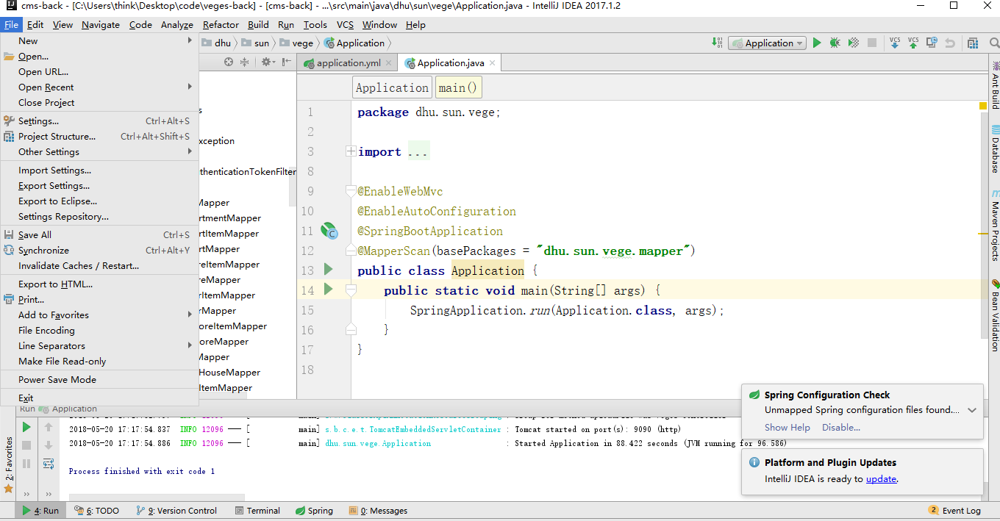 cms-back - [C:\Users\think\Desktop\code\veges-back] - [cms-back] - ...\src\main\java\dhu\sun\vege\Application.java - IntelliJ IDEA 2017.1.2
File Edit View Navigate Code Analyze Refactor Build Run Tools VCS Window Help
New
Open...
Open URL...
Open Recent
Close Project
Settings... Ctrl+Alt+S
Project Structure... Ctrl+Alt+Shift+S
Other Settings
Import Settings...
Export Settings...
Export to Eclipse...
Settings Repository...
Save All Ctrl+S
Synchronize Ctrl+Alt+Y
Invalidate Caches / Restart...
Export to HTML...
Print...
Add to Favorites
File Encoding
Line Separators
Make File Read-only
Power Save Mode
Exit
dhu sun vege Application
Application
VCS VCS
s
xception
thenticationTokenFilter
Mapper
rtmentMapper
rtItemMapper
rtMapper
reItemMapper
reMapper
rItemMapper
rMapper
oreItemMapper
oreMapper
Mapper
HouseMapper
ItemMapper
application.yml Application.java
Application main()
1 package dhu.sun.vege;
2
3 import ...
8
9 @EnableWebMvc
10 @EnableAutoConfiguration
11 @SpringBootApplication
12 @MapperScan(basePackages = "dhu.sun.vege.mapper")
13 public class Application {
14 public static void main(String[] args) {
15 SpringApplication.run(Application.class, args);
16 }
17 }
18
Ant Build
Database
Maven Projects
Bean Validation
Run Application
2018-05-20 17:17:54.837 INFO 12096 --- [ main] s.b.c.e.t.TomcatEmbeddedServletContainer : Tomcat started on port(s): 9090 (http)
2018-05-20 17:17:54.886 INFO 12096 --- [ main] dhu.sun.vege.Application : Started Application in 88.422 seconds (JVM running for 96.586)
Process finished with exit code 1
Spring Configuration Check
Unmapped Spring configuration files found....
Show Help Disable...
Platform and Plugin Updates
IntelliJ IDEA is ready to update.
2: Favorites
4: Run 6: TODO 9: Version Control Terminal Spring 0: Messages 2 Event Log